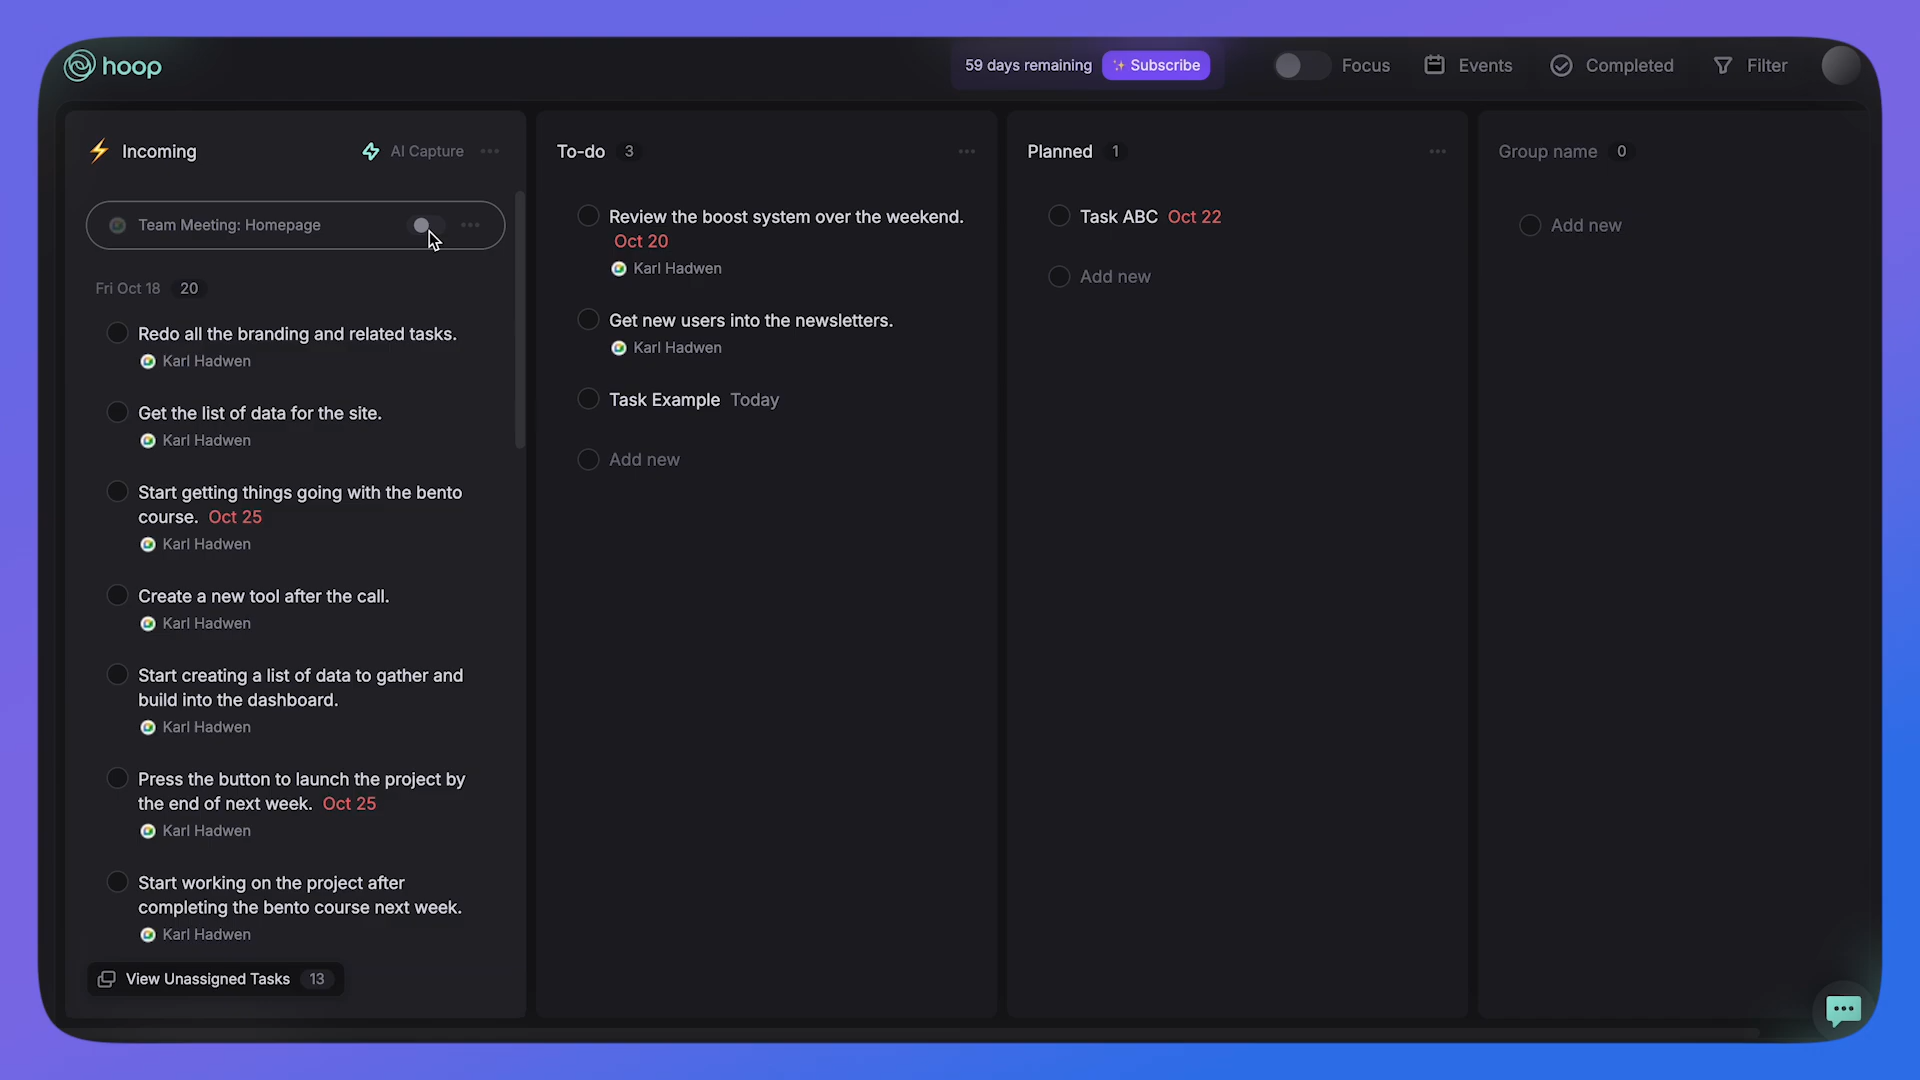 hoop
59 days remaining
Subscribe
Focus
Events
Completed
Filter
Incoming
AI Capture
Team Meeting: Homepage
Fri Oct 18 20
Redo all the branding and related tasks.
Karl Hadwen
Get the list of data for the site.
Karl Hadwen
Start getting things going with the bento
course. Oct 25
Karl Hadwen
Create a new tool after the call.
Karl Hadwen
Start creating a list of data to gather and
build into the dashboard.
Karl Hadwen
Press the button to launch the project by
the end of next week. Oct 25
Karl Hadwen
Start working on the project after
completing the bento course next week.
Karl Hadwen
View Unassigned Tasks 13
To-do 3
Review the boost system over the weekend.
Oct 20
Karl Hadwen
Get new users into the newsletters.
Karl Hadwen
Task Example Today
Add new
Planned 1
Task ABC Oct 22
Add new
Group name 0
Add new